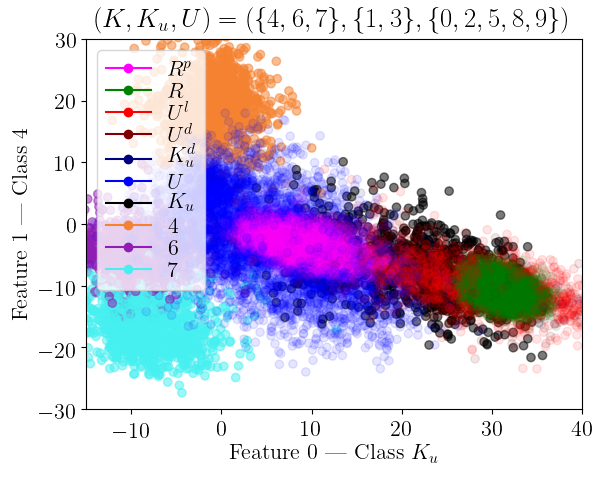 (K, K_u, U) = ({4, 6, 7}, {1, 3}, {0, 2, 5, 8, 9})
30
20
10
0
−10
−20
−30
Feature 1 — Class 4
R^p
R
U^l
U^d
K_u^d
U
K_u
4
6
7
−10
0
10
20
30
40
Feature 0 — Class K_u